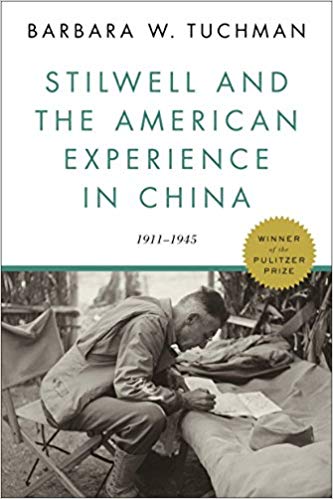 BARBARA W. TUCHMAN
STILWELL AND
THE AMERICAN
EXPERIENCE
IN CHINA
1911–1945
WINNER
of the
PULITZER
PRIZE